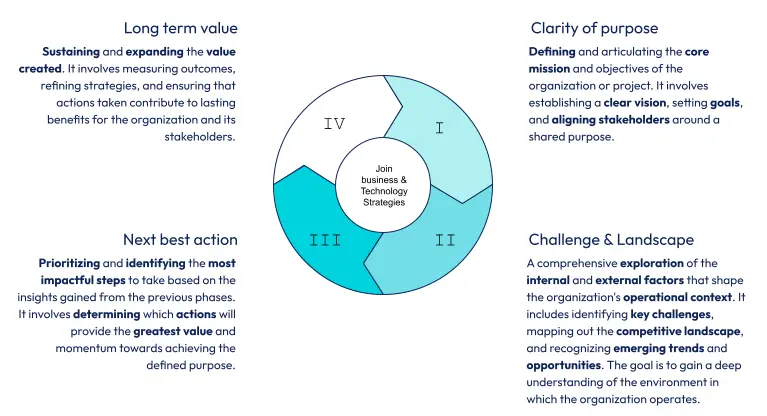 Long term value
Sustaining and expanding the value
created. It involves measuring outcomes,
refining strategies, and ensuring that
actions taken contribute to lasting
benefits for the organization and its
stakeholders.
Clarity of purpose
Defining and articulating the core
mission and objectives of the
organization or project. It involves
establishing a clear vision, setting goals,
and aligning stakeholders around a
shared purpose.
IV
I
Join
business &
Technology
Strategies
III
II
Next best action
Prioritizing and identifying the most
impactful steps to take based on the
insights gained from the previous phases.
It involves determining which actions will
provide the greatest value and
momentum towards achieving the
defined purpose.
Challenge & Landscape
A comprehensive exploration of the
internal and external factors that shape
the organization's operational context. It
includes identifying key challenges,
mapping out the competitive landscape,
and recognizing emerging trends and
opportunities. The goal is to gain a deep
understanding of the environment in
which the organization operates.